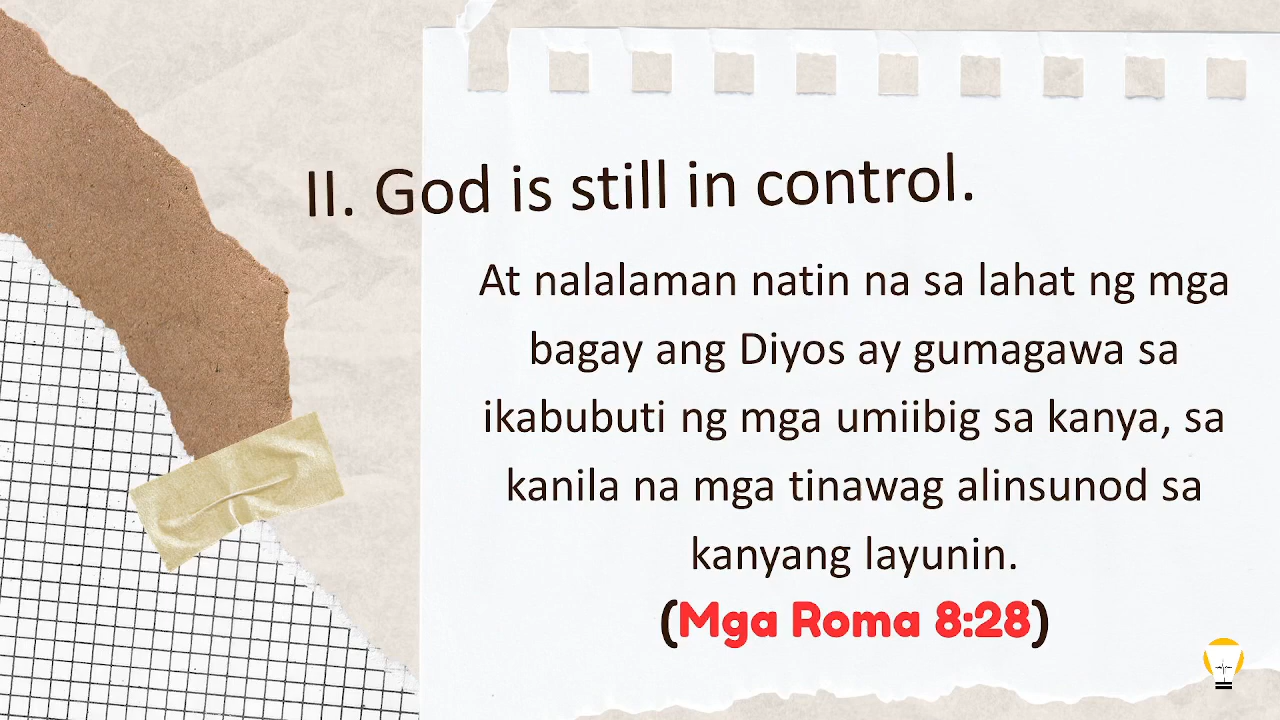 II. God is still in control.
At nalalaman natin na sa lahat ng mga
bagay ang Diyos ay gumagawa sa
ikabubuti ng mga umiibig sa kanya, sa
kanila na mga tinawag alinsunod sa
kanyang layunin.
(Mga Roma 8:28)